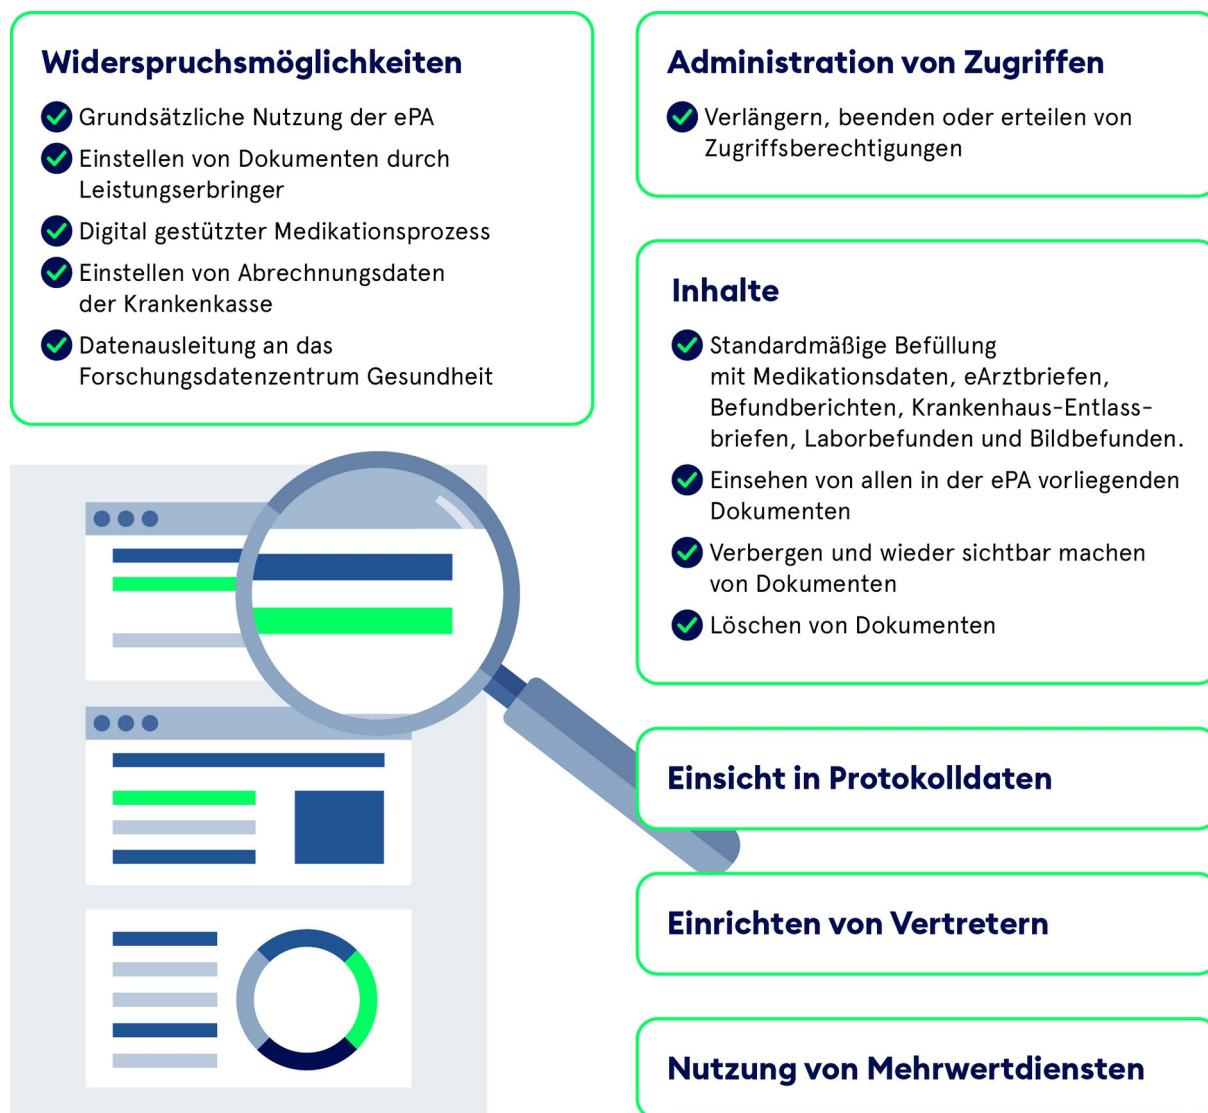 Widerspruchsmöglichkeiten
Grundsätzliche Nutzung der ePA
Einstellen von Dokumenten durch
Leistungserbringer
Digital gestützter Medikationsprozess
Einstellen von Abrechnungsdaten
der Krankenkasse
Datenausleitung an das
Forschungsdatenzentrum Gesundheit
Administration von Zugriffen
Verlängern, beenden oder erteilen von
Zugriffsberechtigungen
Inhalte
Standardmäßige Befüllung
mit Medikationsdaten, eArztbriefen,
Befundberichten, Krankenhaus-Entlass-
briefen, Laborbefunden und Bildbefunden.
Einsehen von allen in der ePA vorliegenden
Dokumenten
Verbergen und wieder sichtbar machen
von Dokumenten
Löschen von Dokumenten
Einsicht in Protokolldaten
Einrichten von Vertretern
Nutzung von Mehrwertdiensten